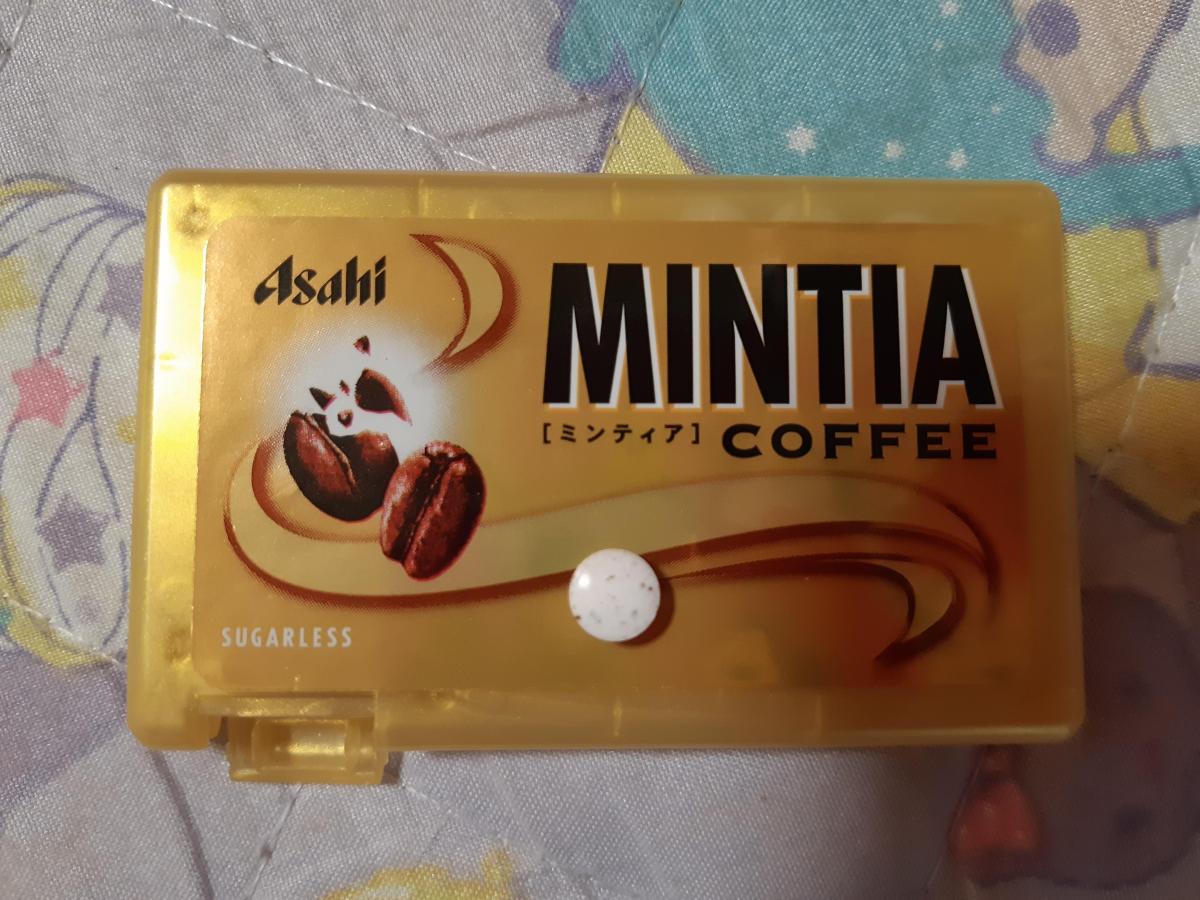 Asahi
MINTIA
[ミンティア] COFFEE
SUGARLESS